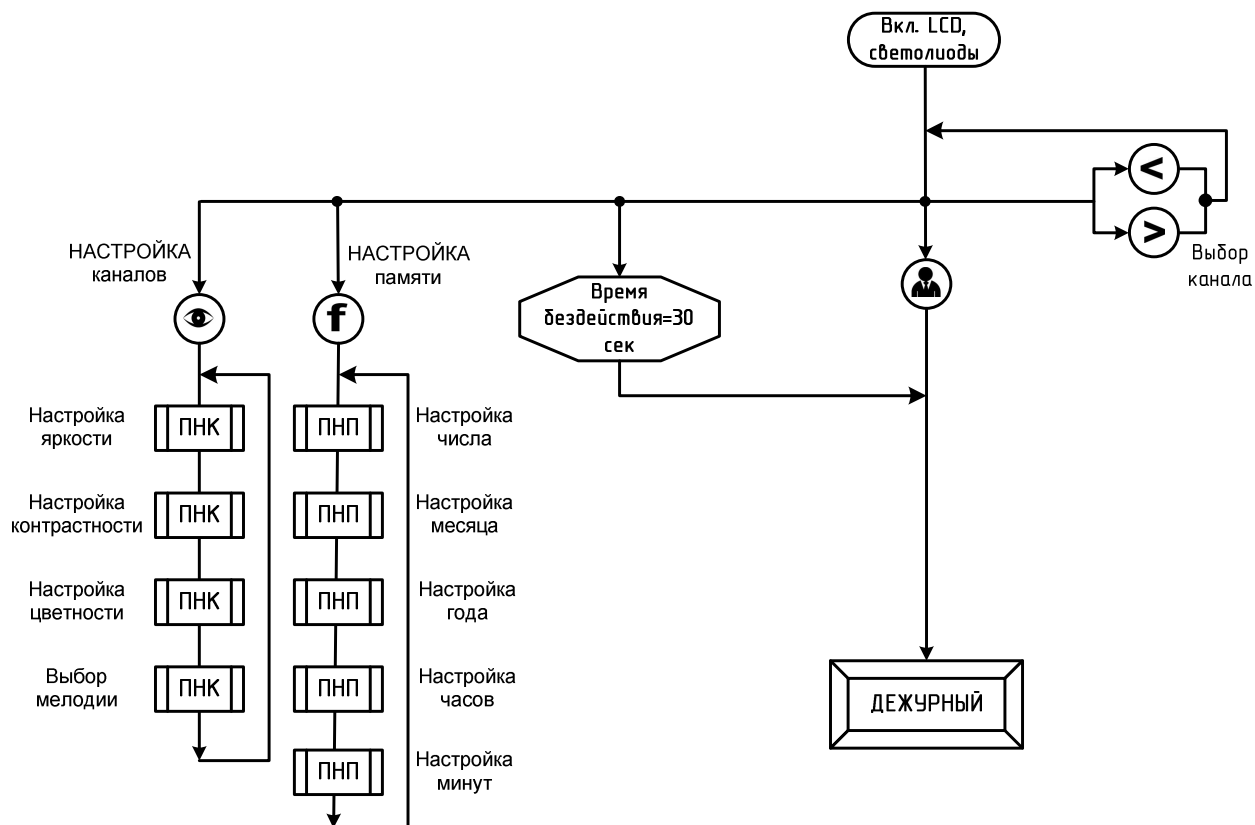 Вкл. LCD,
светолиоды
<
>
Выбор
канала
НАСТРОЙКА
каналов
НАСТРОЙКА
памяти
f
Время
бездействия=30
сек
Настройка
яркости
ПНК
ПНП
Настройка
числа
Настройка
контрастности
ПНК
ПНП
Настройка
месяца
Настройка
цветности
ПНК
ПНП
Настройка
года
Выбор
мелодии
ПНК
ПНП
Настройка
часов
ДЕЖУРНЫЙ
ПНП
Настройка
минут